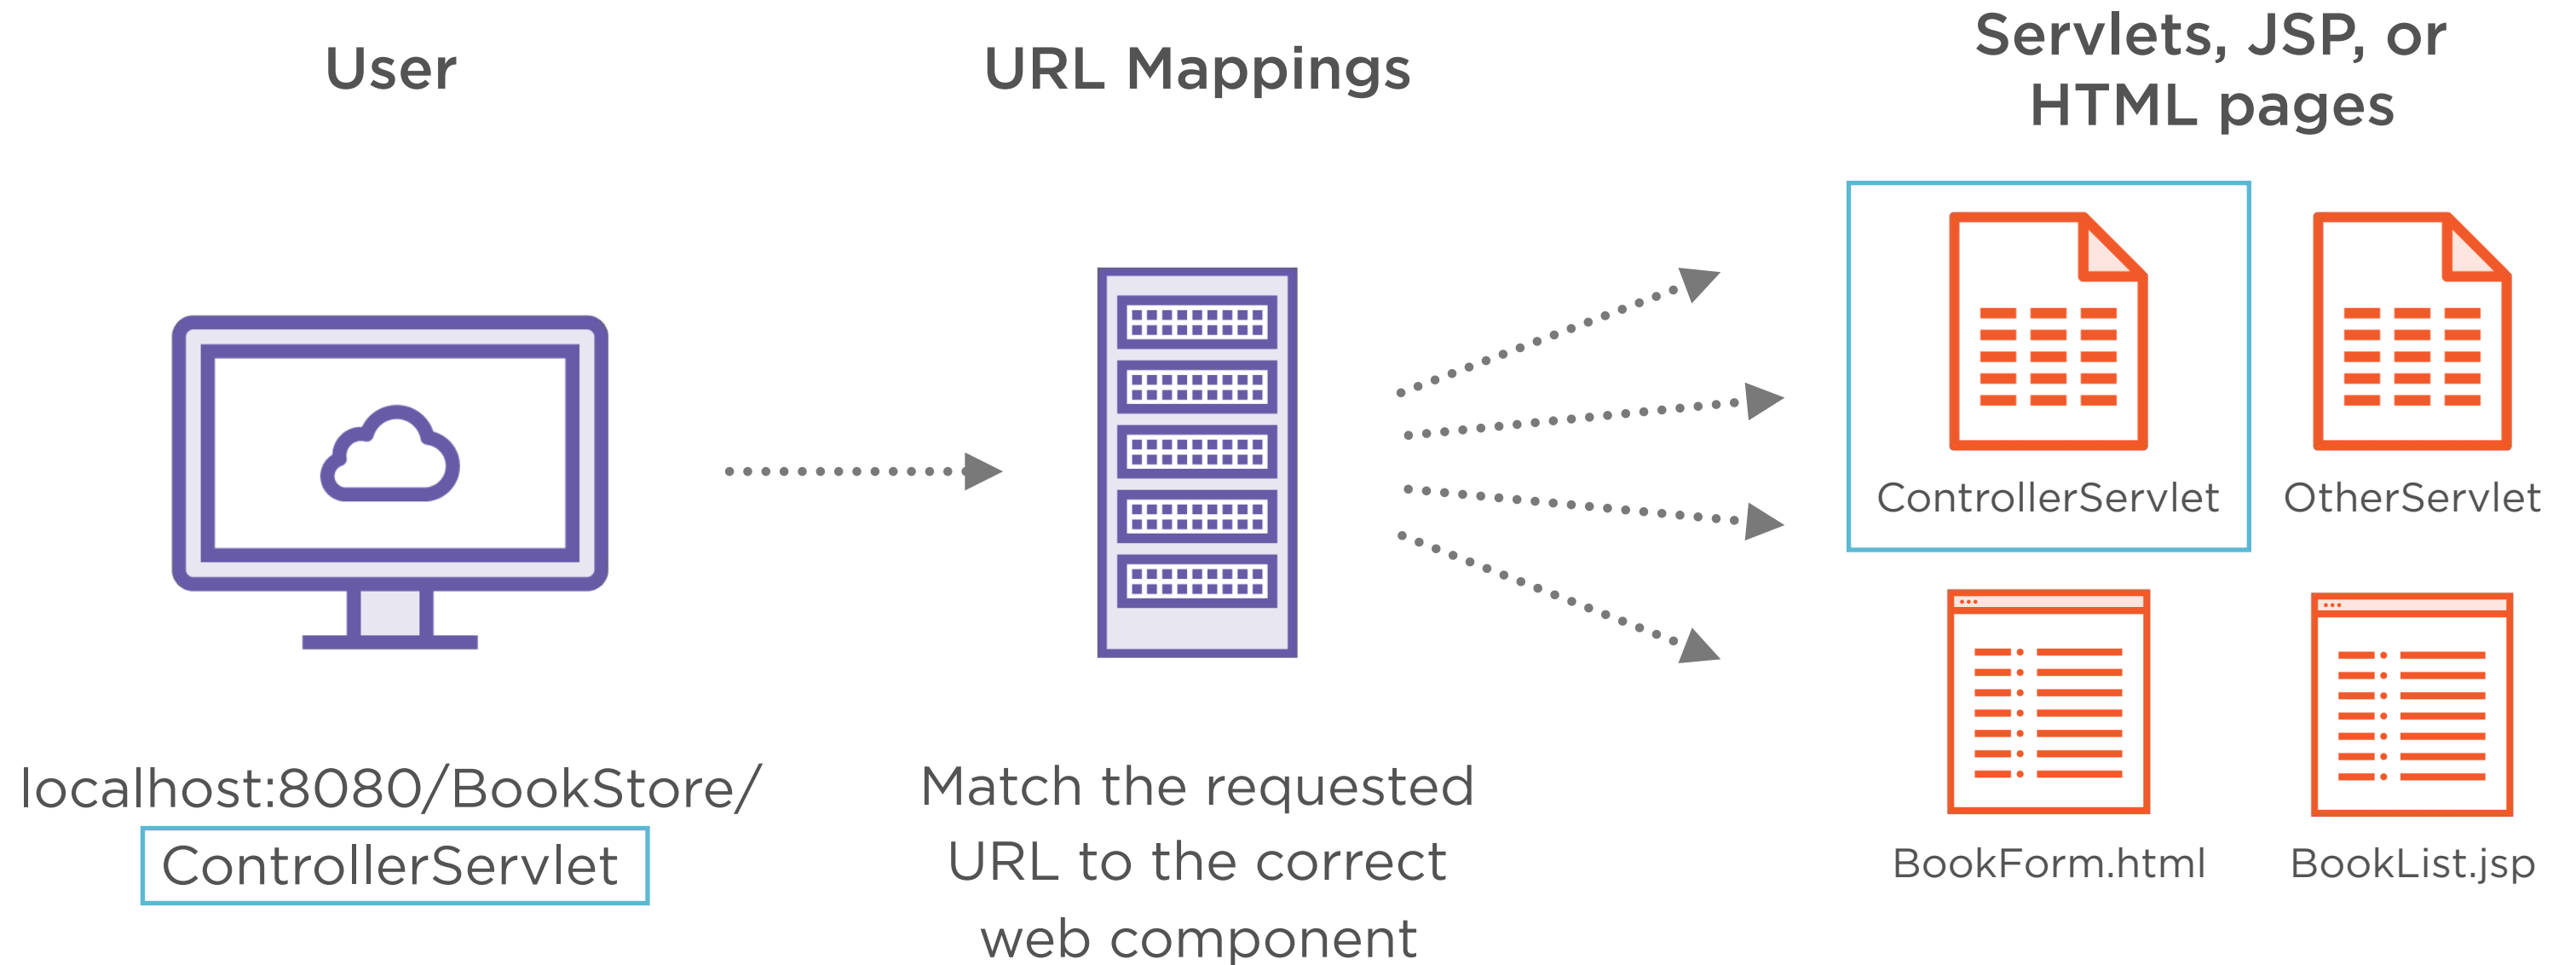 User
localhost:8080/BookStore/
ControllerServlet
URL Mappings
Match the requested
URL to the correct
web component
Servlets, JSP, or
HTML pages
ControllerServlet
OtherServlet
BookForm.html
BookList.jsp